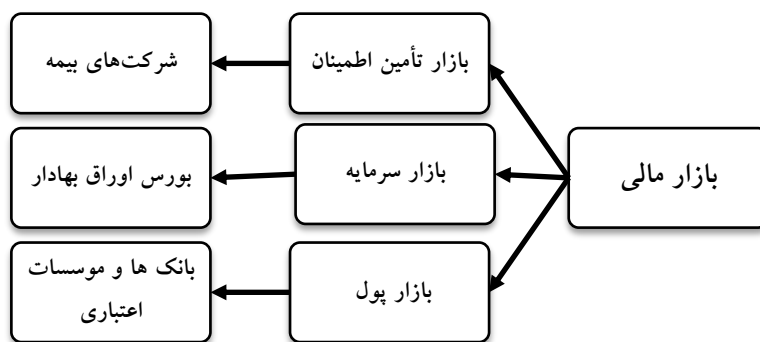 بازار مالی
بازار تأمین اطمینان
شرکت‌های بیمه
بازار سرمایه
بورس اوراق بهادار
بازار پول
بانک ها و موسسات
اعتباری